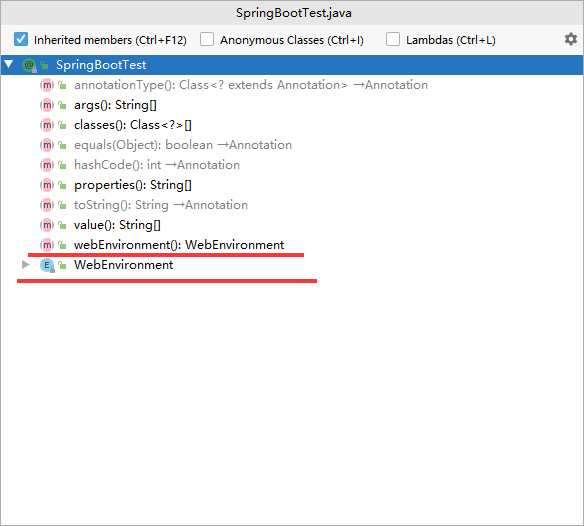 SpringBootTest.java
Inherited members (Ctrl+F12) Anonymous Classes (Ctrl+I) Lambdas (Ctrl+L)
SpringBootTest
annotationType(): Class<? extends Annotation> →Annotation
args(): String[]
classes(): Class<?>[]
equals(Object): boolean →Annotation
hashCode(): int →Annotation
properties(): String[]
toString(): String →Annotation
value(): String[]
webEnvironment(): WebEnvironment
WebEnvironment